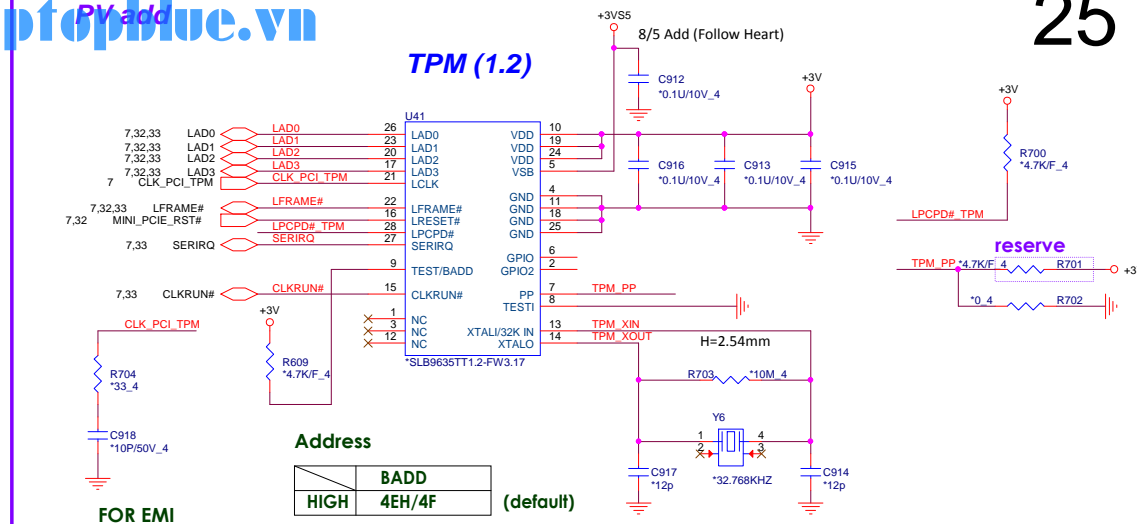 PV add
ptopblue.vn
25
TPM (1.2)
+3VS5
8/5 Add (Follow Heart)
C912
*0.1U/10V_4
+3V
+3V
R700
*4.7K/F_4
LPCPD#_TPM
U41
7,32,33 LAD0 LAD0 26 LAD0
7,32,33 LAD1 LAD1 23 LAD1
7,32,33 LAD2 LAD2 20 LAD2
7,32,33 LAD3 LAD3 17 LAD3
7 CLK_PCI_TPM CLK_PCI_TPM 21 LCLK
7,32,33 LFRAME# LFRAME# 22 LFRAME#
7,32 MINI_PCIE_RST# 16 LRESET#
LPCPD#_TPM 28 LPCPD#
7,33 SERIRQ SERIRQ 27 SERIRQ
9 TEST/BADD
7,33 CLKRUN# CLKRUN# 15 CLKRUN#
1 NC
3 NC
12 NC
VDD 10
VDD 19
VDD 24
VSB 5
GND 4
GND 11
GND 18
GND 25
GPIO 6
GPIO2 2
PP 7 TPM_PP
TESTI 8
XTALI/32K IN 13 TPM_XIN
XTALO 14 TPM_XOUT
*SLB9635TT1.2-FW3.17
C916
*0.1U/10V_4
C913
*0.1U/10V_4
C915
*0.1U/10V_4
reserve
TPM_PP *4.7K/F_4 R701 +3
*0_4 R702
CLK_PCI_TPM
R704
*33_4
C918
*10P/50V_4
FOR EMI
+3V
R609
*4.7K/F_4
H=2.54mm
R703 *10M_4
Y6
1 4
2 3
*32.768KHZ
C917
*12p
C914
*12p
Address
BADD
HIGH 4EH/4F (default)